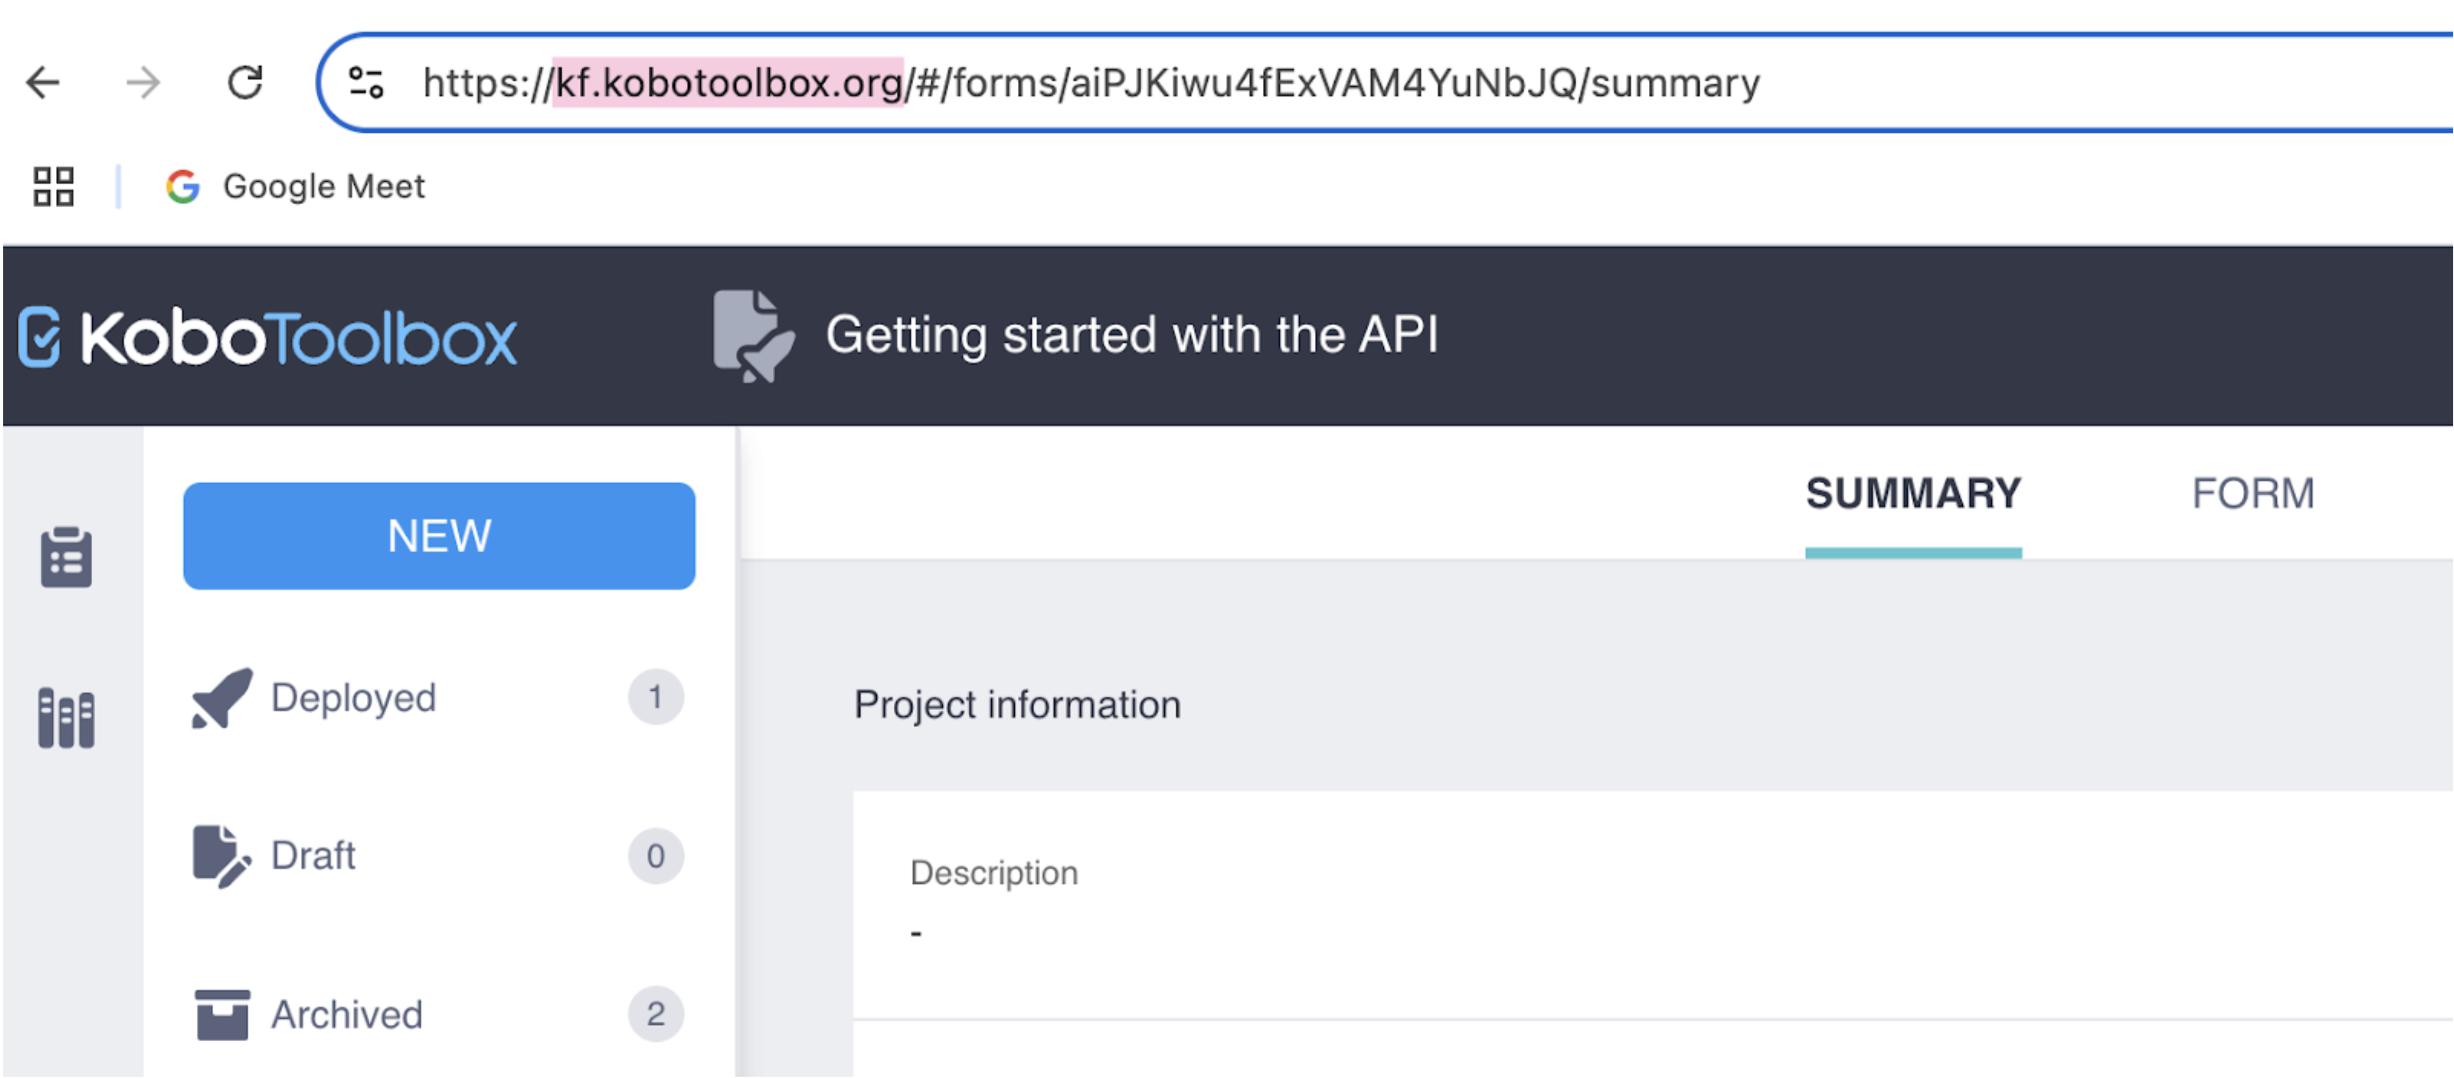 https://kf.kobotoolbox.org/#/forms/aiPJKiwu4fExVAM4YuNbJQ/summary
Google Meet
KoboToolbox
Getting started with the API
NEW
SUMMARY FORM
Deployed 1
Project information
Draft 0
Description
-
Archived 2